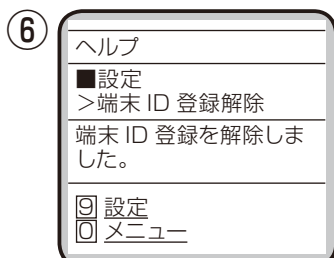 ⑥
ヘルプ
■設定
>端末 ID 登録解除
端末 ID 登録を解除しま
した。
9 設定
0 メニュー